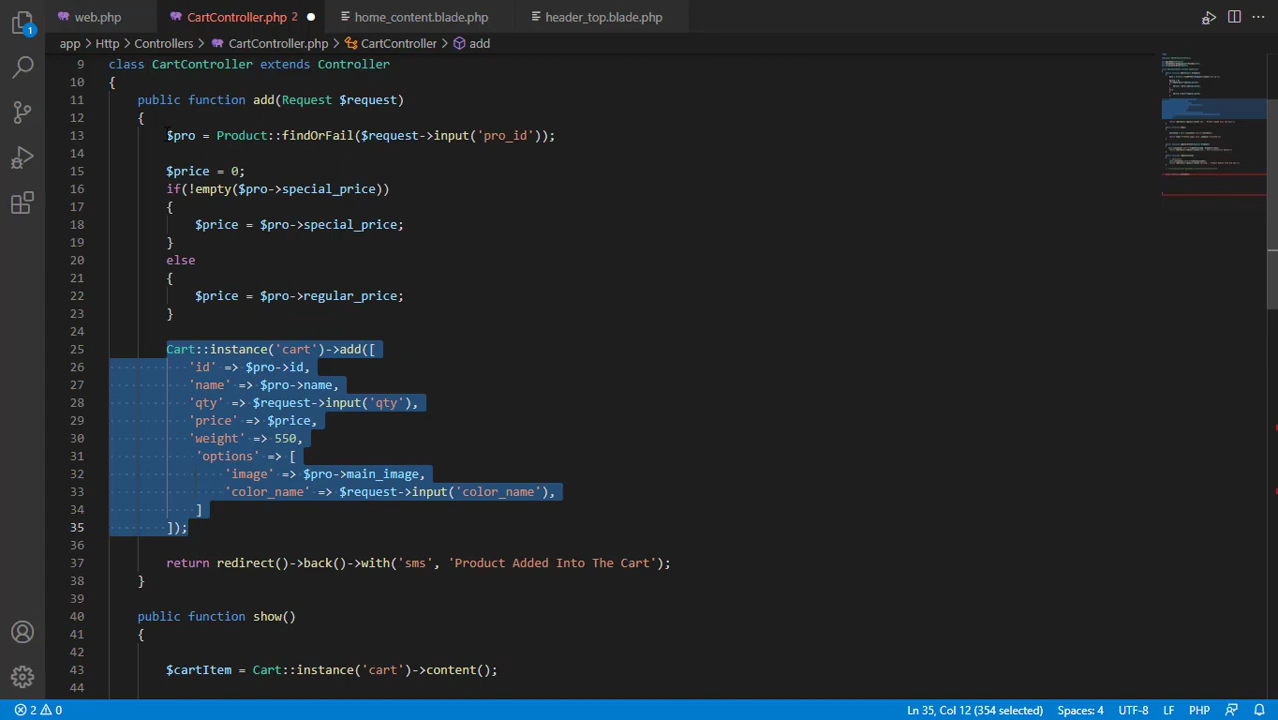 web.php
CartController.php 2
home_content.blade.php
header_top.blade.php
app > Http > Controllers > CartController.php > CartController > add
9 class CartController extends Controller
10 {
11 public function add(Request $request)
12 {
13 $pro = Product::findOrFail($request->input('pro_id'));
14
15 $price = 0;
16 if(!empty($pro->special_price))
17 {
18 $price = $pro->special_price;
19 }
20 else
21 {
22 $price = $pro->regular_price;
23 }
24
25 Cart::instance('cart')->add([
26 'id' => $pro->id,
27 'name' => $pro->name,
28 'qty' => $request->input('qty'),
29 'price' => $price,
30 'weight' => 550,
31 'options' => [
32 'image' => $pro->main_image,
33 'color_name' => $request->input('color_name'),
34 ]
35 ]);
36
37 return redirect()->back()->with('sms', 'Product Added Into The Cart');
38 }
39
40 public function show()
41 {
42
43 $cartItem = Cart::instance('cart')->content();
44
1
2 0
Ln 35, Col 12 (354 selected)
Spaces: 4
UTF-8
LF
PHP